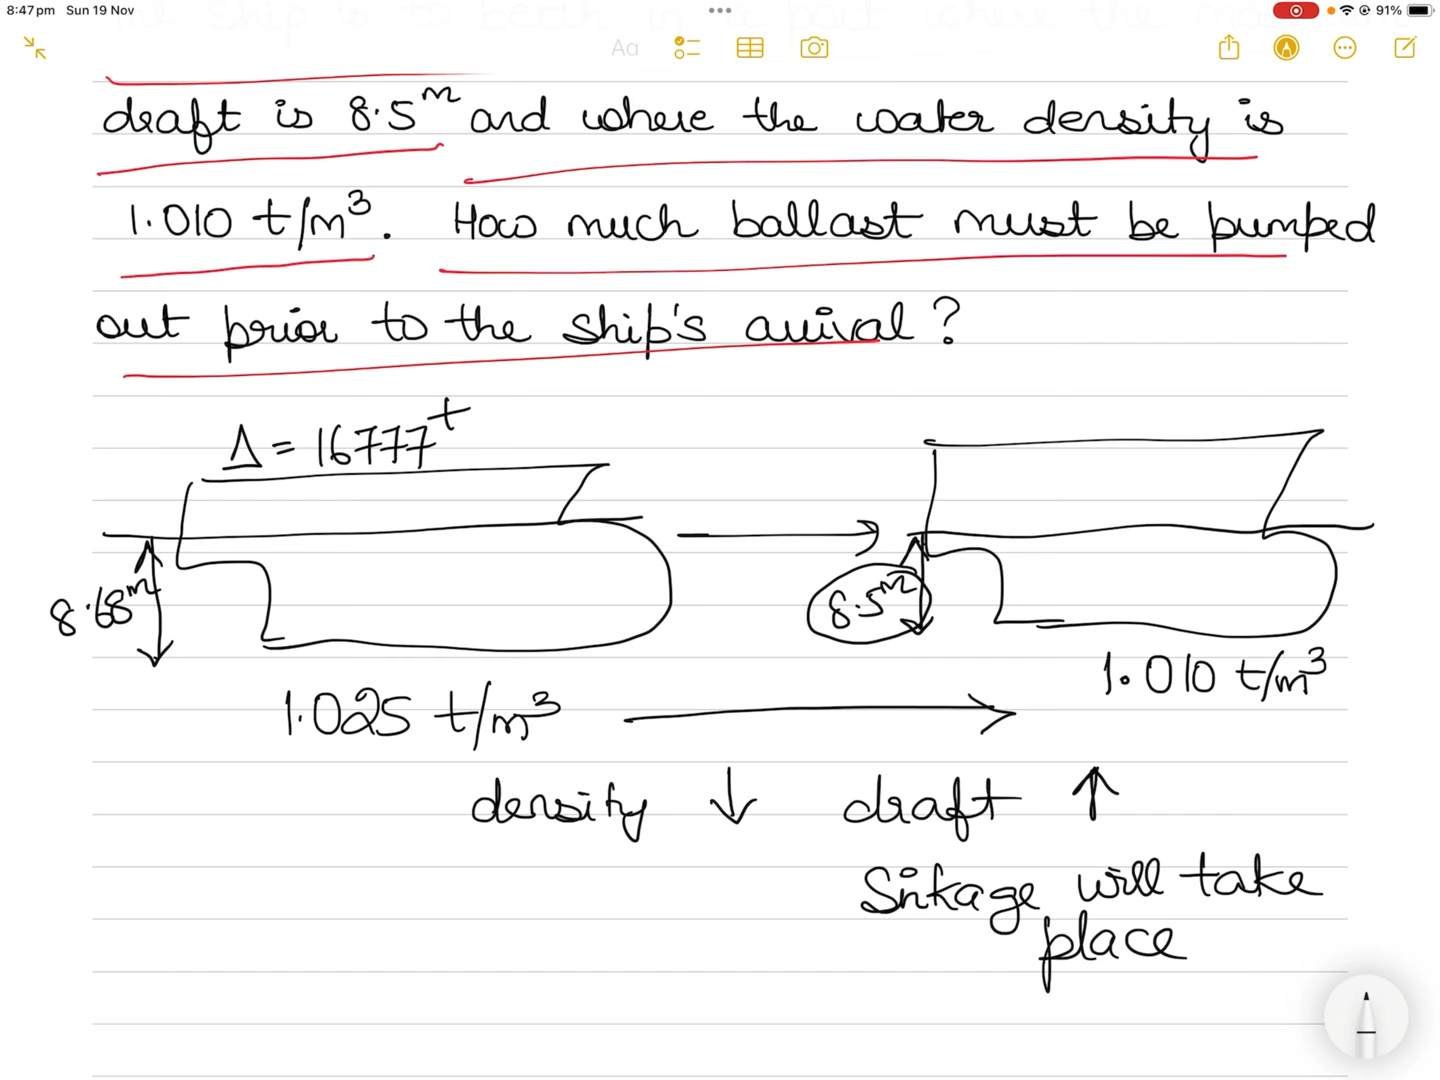 8:47pm Sun 19 Nov
91%
Aa
draft is 8.5m and where the water density is
1.010 t/m³. How much ballast must be pumped
out prior to the ship's arrival?
Δ = 16777t
8.68m
8.5m
1.025 t/m³
1.010 t/m³
density ↓ draft ↑
Sinkage will take
place